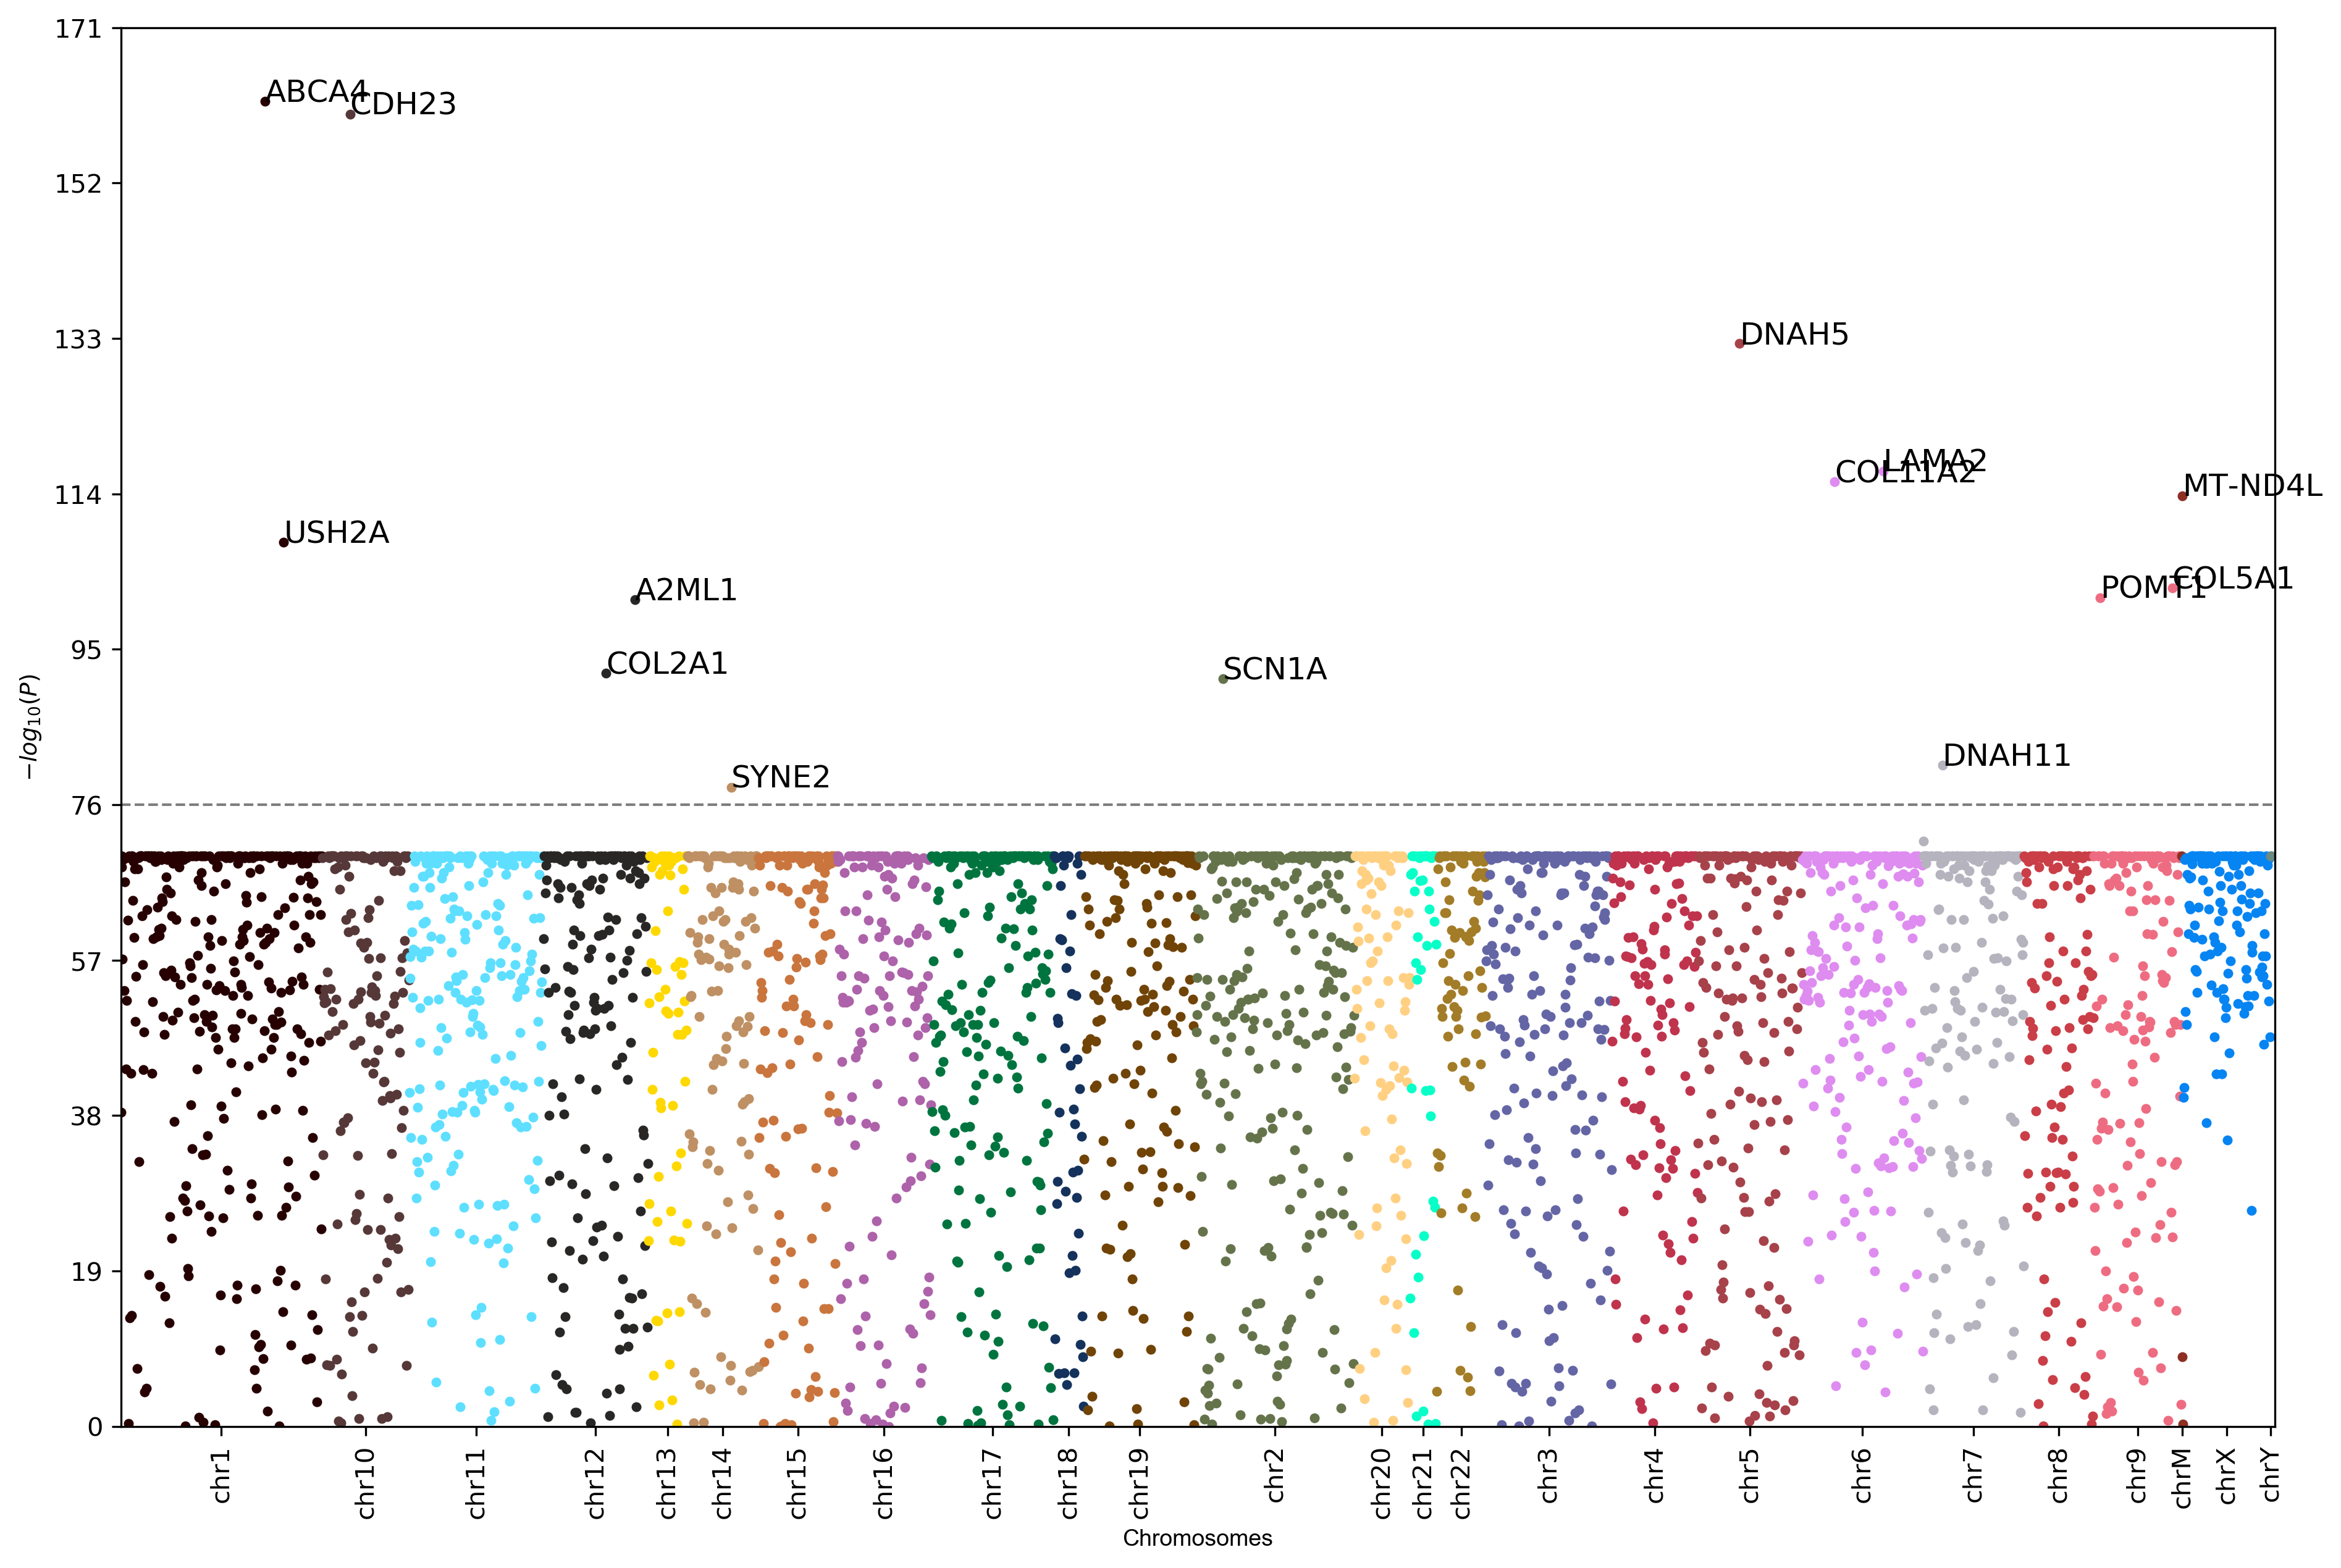 171
ABCA4
CDH23
152
133
DNAH5
LAMA2
COL11A2
114
MT-ND4L
USH2A
COL5A1
A2ML1
POMT1
95
COL2A1
SCN1A
DNAH11
SYNE2
76
57
38
19
0
−log10(P)
chr1
chr10
chr11
chr12
chr13
chr14
chr15
chr16
chr17
chr18
chr19
chr2
chr20
chr21
chr22
chr3
chr4
chr5
chr6
chr7
chr8
chr9
chrM
chrX
chrY
Chromosomes